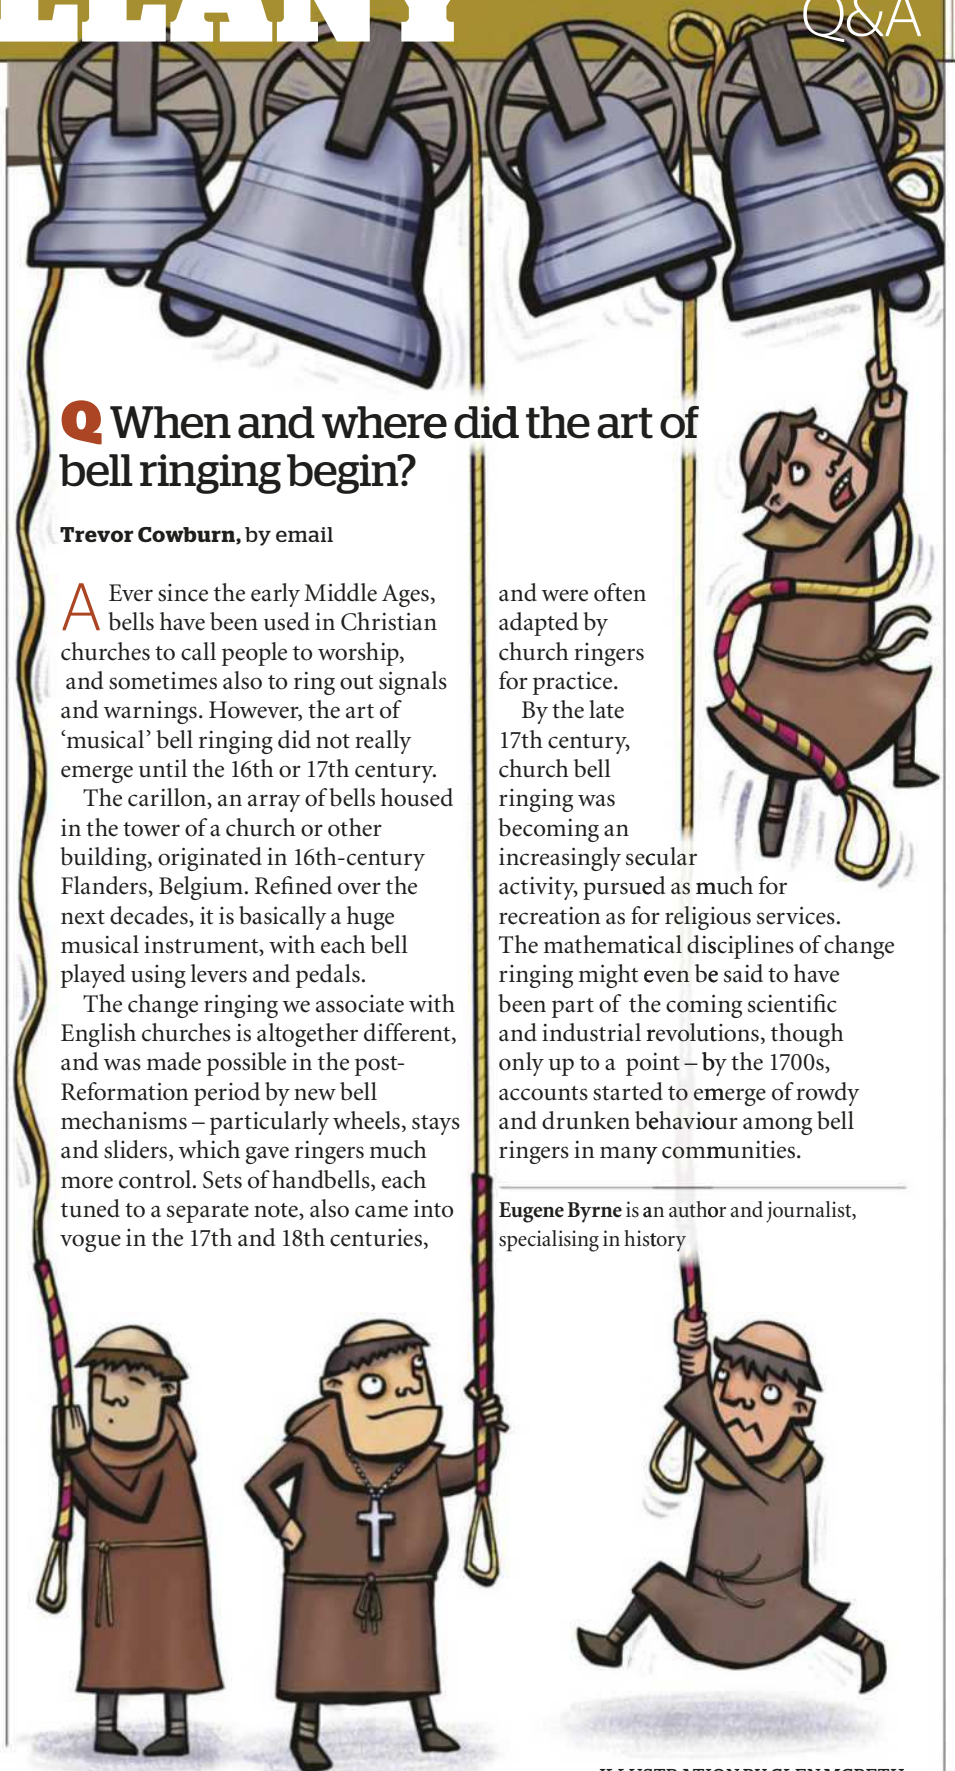 Q&A
Q When and where did the art of
bell ringing begin?
Trevor Cowburn, by email
A Ever since the early Middle Ages,
bells have been used in Christian
churches to call people to worship,
and sometimes also to ring out signals
and warnings. However, the art of
‘musical’ bell ringing did not really
emerge until the 16th or 17th century.
The carillon, an array of bells housed
in the tower of a church or other
building, originated in 16th-century
Flanders, Belgium. Refined over the
next decades, it is basically a huge
musical instrument, with each bell
played using levers and pedals.
The change ringing we associate with
English churches is altogether different,
and was made possible in the post-
Reformation period by new bell
mechanisms – particularly wheels, stays
and sliders, which gave ringers much
more control. Sets of handbells, each
tuned to a separate note, also came into
vogue in the 17th and 18th centuries,
and were often
adapted by
church ringers
for practice.
By the late
17th century,
church bell
ringing was
becoming an
increasingly secular
activity, pursued as much for
recreation as for religious services.
The mathematical disciplines of change
ringing might even be said to have
been part of the coming scientific
and industrial revolutions, though
only up to a point – by the 1700s,
accounts started to emerge of rowdy
and drunken behaviour among bell
ringers in many communities.
Eugene Byrne is an author and journalist,
specialising in history